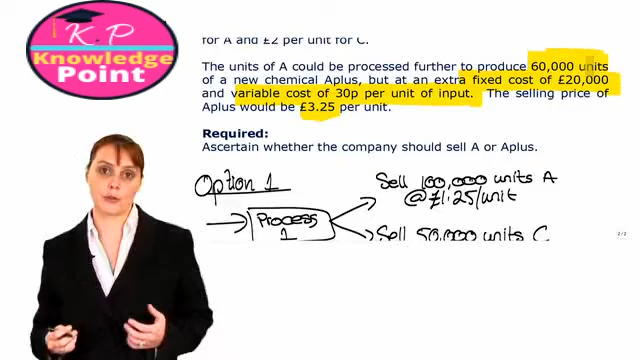 K.P
Knowledge
Point
for A and £2 per unit for C.
The units of A could be processed further to produce 60,000 units
of a new chemical Aplus, but at an extra fixed cost of £20,000
and variable cost of 30p per unit of input. The selling price of
Aplus would be £3.25 per unit.
Required:
Ascertain whether the company should sell A or Aplus.
Option 1
Sell 100,000 units A
@ £1.25/unit
Process
1
Sell 50,000 units C
2/2